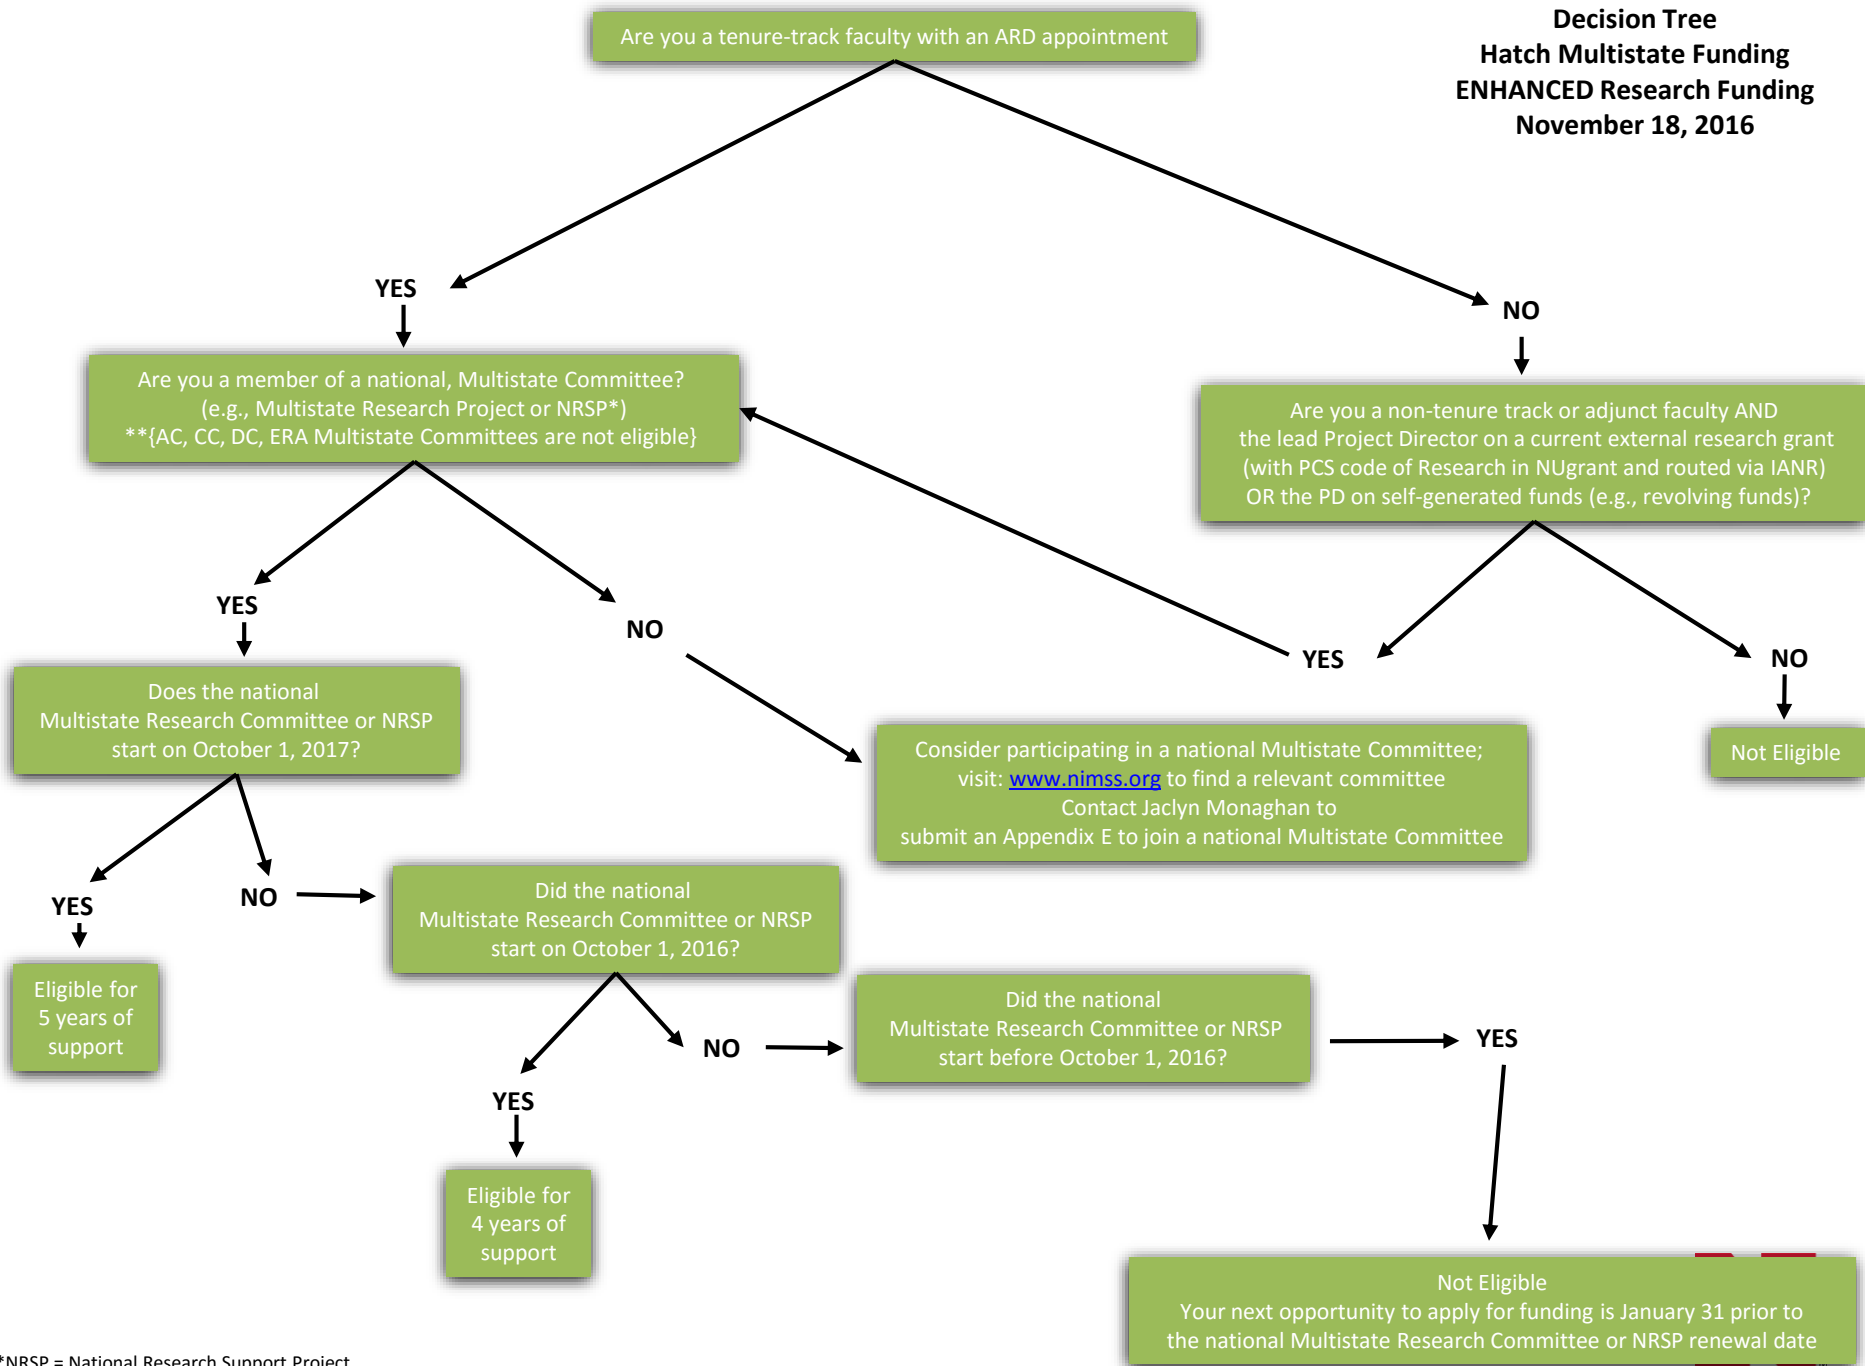 Decision Tree
Hatch Multistate Funding
ENHANCED Research Funding
November 18, 2016
Are you a tenure-track faculty with an ARD appointment
YES
NO
Are you a member of a national, Multistate Committee?
(e.g., Multistate Research Project or NRSP*)
**{AC, CC, DC, ERA Multistate Committees are not eligible}
Are you a non-tenure track or adjunct faculty AND
the lead Project Director on a current external research grant
(with PCS code of Research in NUgrant and routed via IANR)
OR the PD on self-generated funds (e.g., revolving funds)?
YES
NO
YES
NO
Does the national
Multistate Research Committee or NRSP
start on October 1, 2017?
Consider participating in a national Multistate Committee;
visit: www.nimss.org to find a relevant committee
Contact Jaclyn Monaghan to
submit an Appendix E to join a national Multistate Committee
Not Eligible
YES
NO
Did the national
Multistate Research Committee or NRSP
start on October 1, 2016?
Eligible for
5 years of
support
Did the national
Multistate Research Committee or NRSP
start before October 1, 2016?
NO
YES
YES
Eligible for
4 years of
support
Not Eligible
Your next opportunity to apply for funding is January 31 prior to
the national Multistate Research Committee or NRSP renewal date
*NRSP = National Research Support Project